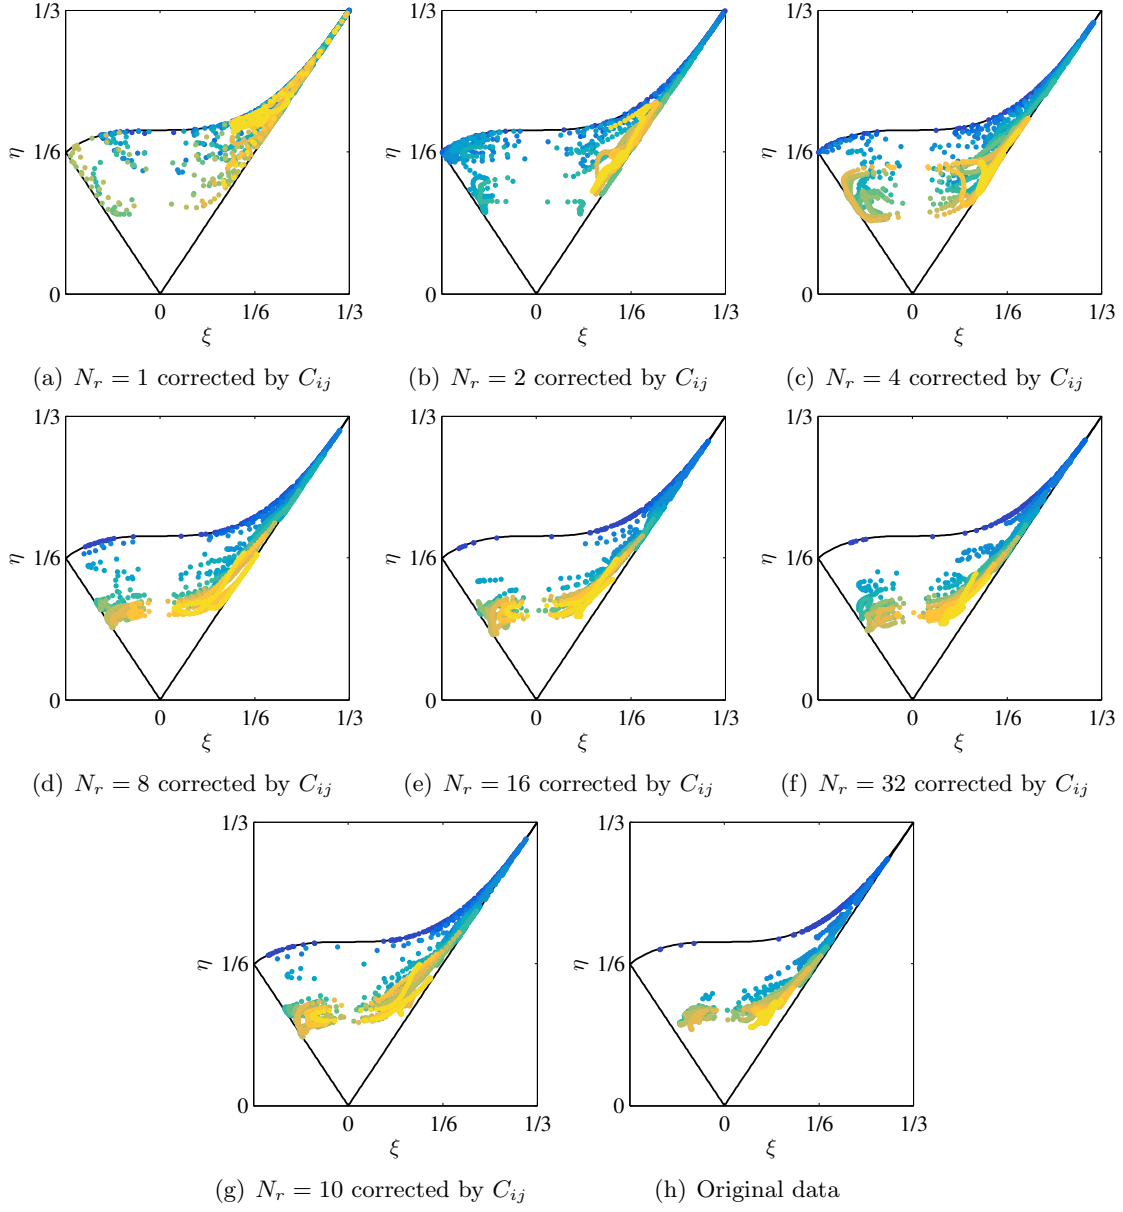 1/3 1/3 1/3
η 1/6 η 1/6 η 1/6
0 0 0
0 1/6 1/3 0 1/6 1/3 0 1/6 1/3
ξ ξ ξ
(a) N_r = 1 corrected by C_ij (b) N_r = 2 corrected by C_ij (c) N_r = 4 corrected by C_ij
1/3 1/3 1/3
η 1/6 η 1/6 η 1/6
0 0 0
0 1/6 1/3 0 1/6 1/3 0 1/6 1/3
ξ ξ ξ
(d) N_r = 8 corrected by C_ij (e) N_r = 16 corrected by C_ij (f) N_r = 32 corrected by C_ij
1/3 1/3
η 1/6 η 1/6
0 0
0 1/6 1/3 0 1/6 1/3
ξ ξ
(g) N_r = 10 corrected by C_ij (h) Original data